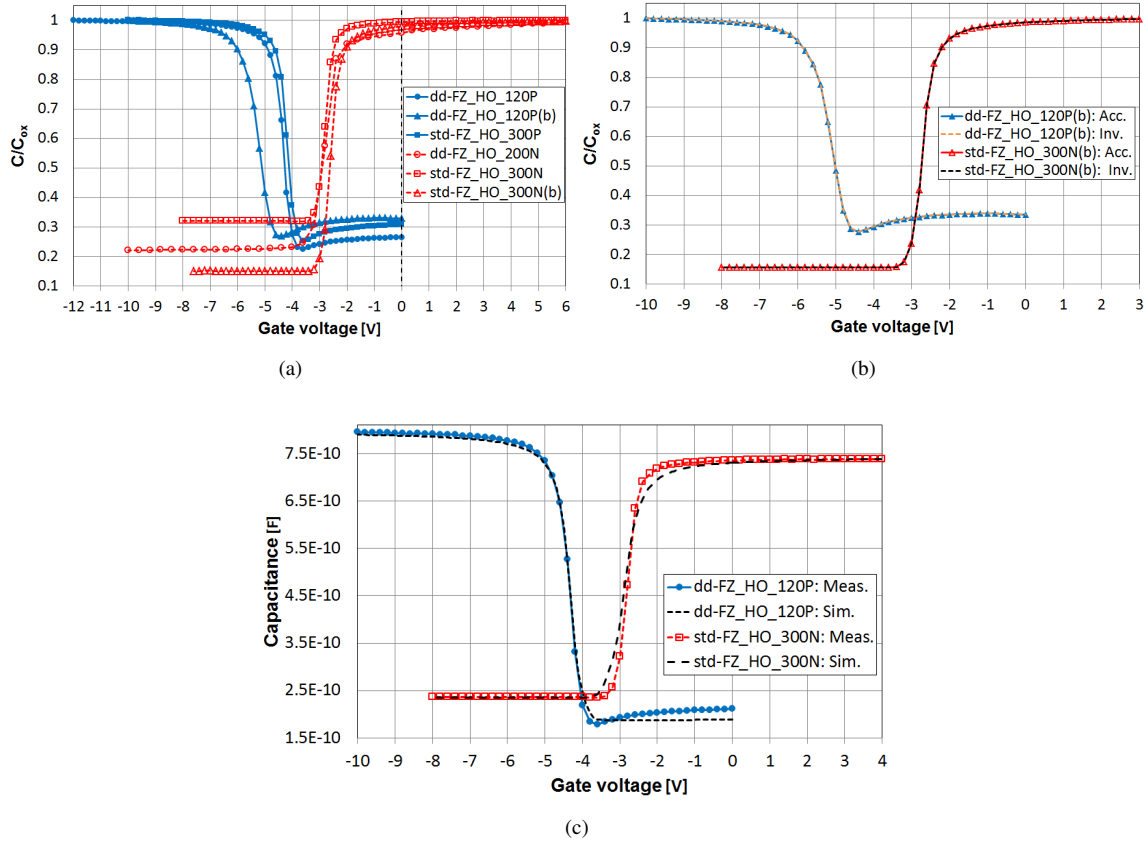 C/Cox
1
0.9
0.8
0.7
0.6
0.5
0.4
0.3
0.2
0.1
-12 -11 -10 -9 -8 -7 -6 -5 -4 -3 -2 -1 0 1 2 3 4 5 6
Gate voltage [V]
dd-FZ_HO_120P
dd-FZ_HO_120P(b)
std-FZ_HO_300P
dd-FZ_HO_200N
std-FZ_HO_300N
std-FZ_HO_300N(b)
(a)
C/Cox
1
0.9
0.8
0.7
0.6
0.5
0.4
0.3
0.2
0.1
-10 -9 -8 -7 -6 -5 -4 -3 -2 -1 0 1 2 3
Gate voltage [V]
dd-FZ_HO_120P(b): Acc.
dd-FZ_HO_120P(b): Inv.
std-FZ_HO_300N(b): Acc.
std-FZ_HO_300N(b): Inv.
(b)
Capacitance [F]
7.5E-10
6.5E-10
5.5E-10
4.5E-10
3.5E-10
2.5E-10
1.5E-10
-10 -9 -8 -7 -6 -5 -4 -3 -2 -1 0 1 2 3 4
Gate voltage [V]
dd-FZ_HO_120P: Meas.
dd-FZ_HO_120P: Sim.
std-FZ_HO_300N: Meas.
std-FZ_HO_300N: Sim.
(c)